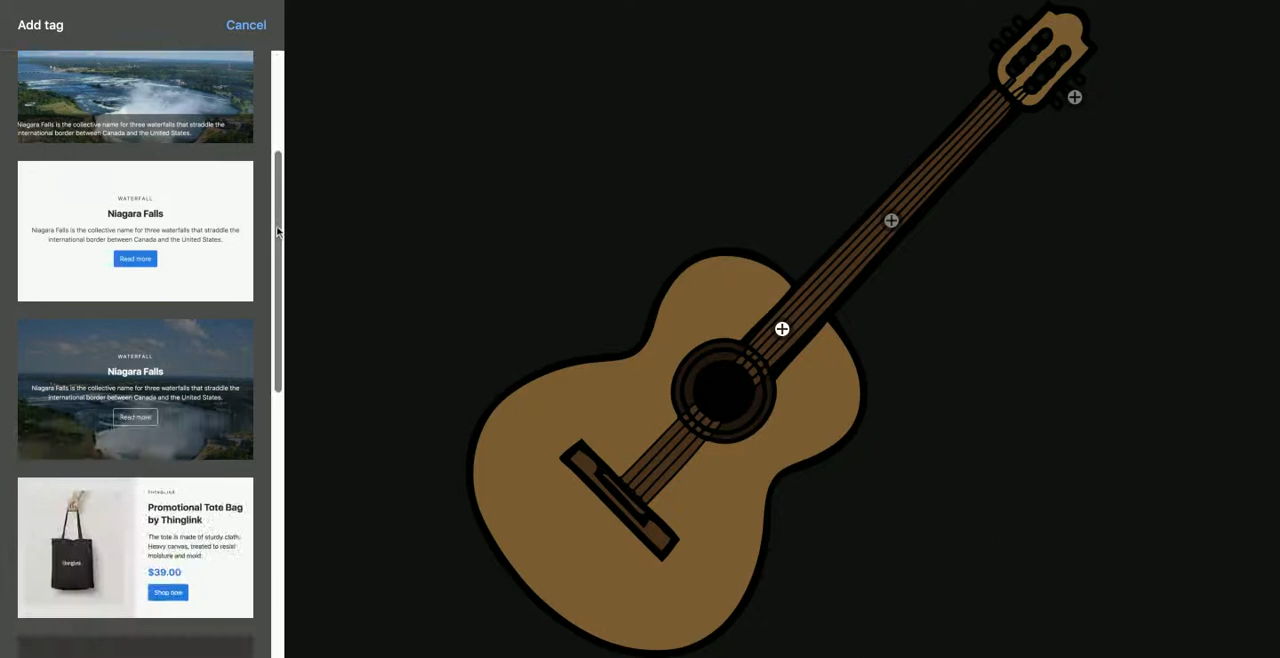 Add tag
Cancel
Niagara Falls is the collective name for three waterfalls that straddle the
international border between Canada and the United States.
WATERFALL
Niagara Falls
Niagara Falls is the collective name for three waterfalls that straddle the
international border between Canada and the United States.
Read more
WATERFALL
Niagara Falls
Niagara Falls is the collective name for three waterfalls that straddle the
international border between Canada and the United States.
Read more
THINGLINK
Promotional Tote Bag
by Thinglink
The tote is made of sturdy cloth.
Heavy canvas, treated to resist
moisture and mold.
$39.00
Shop now
thinglink.